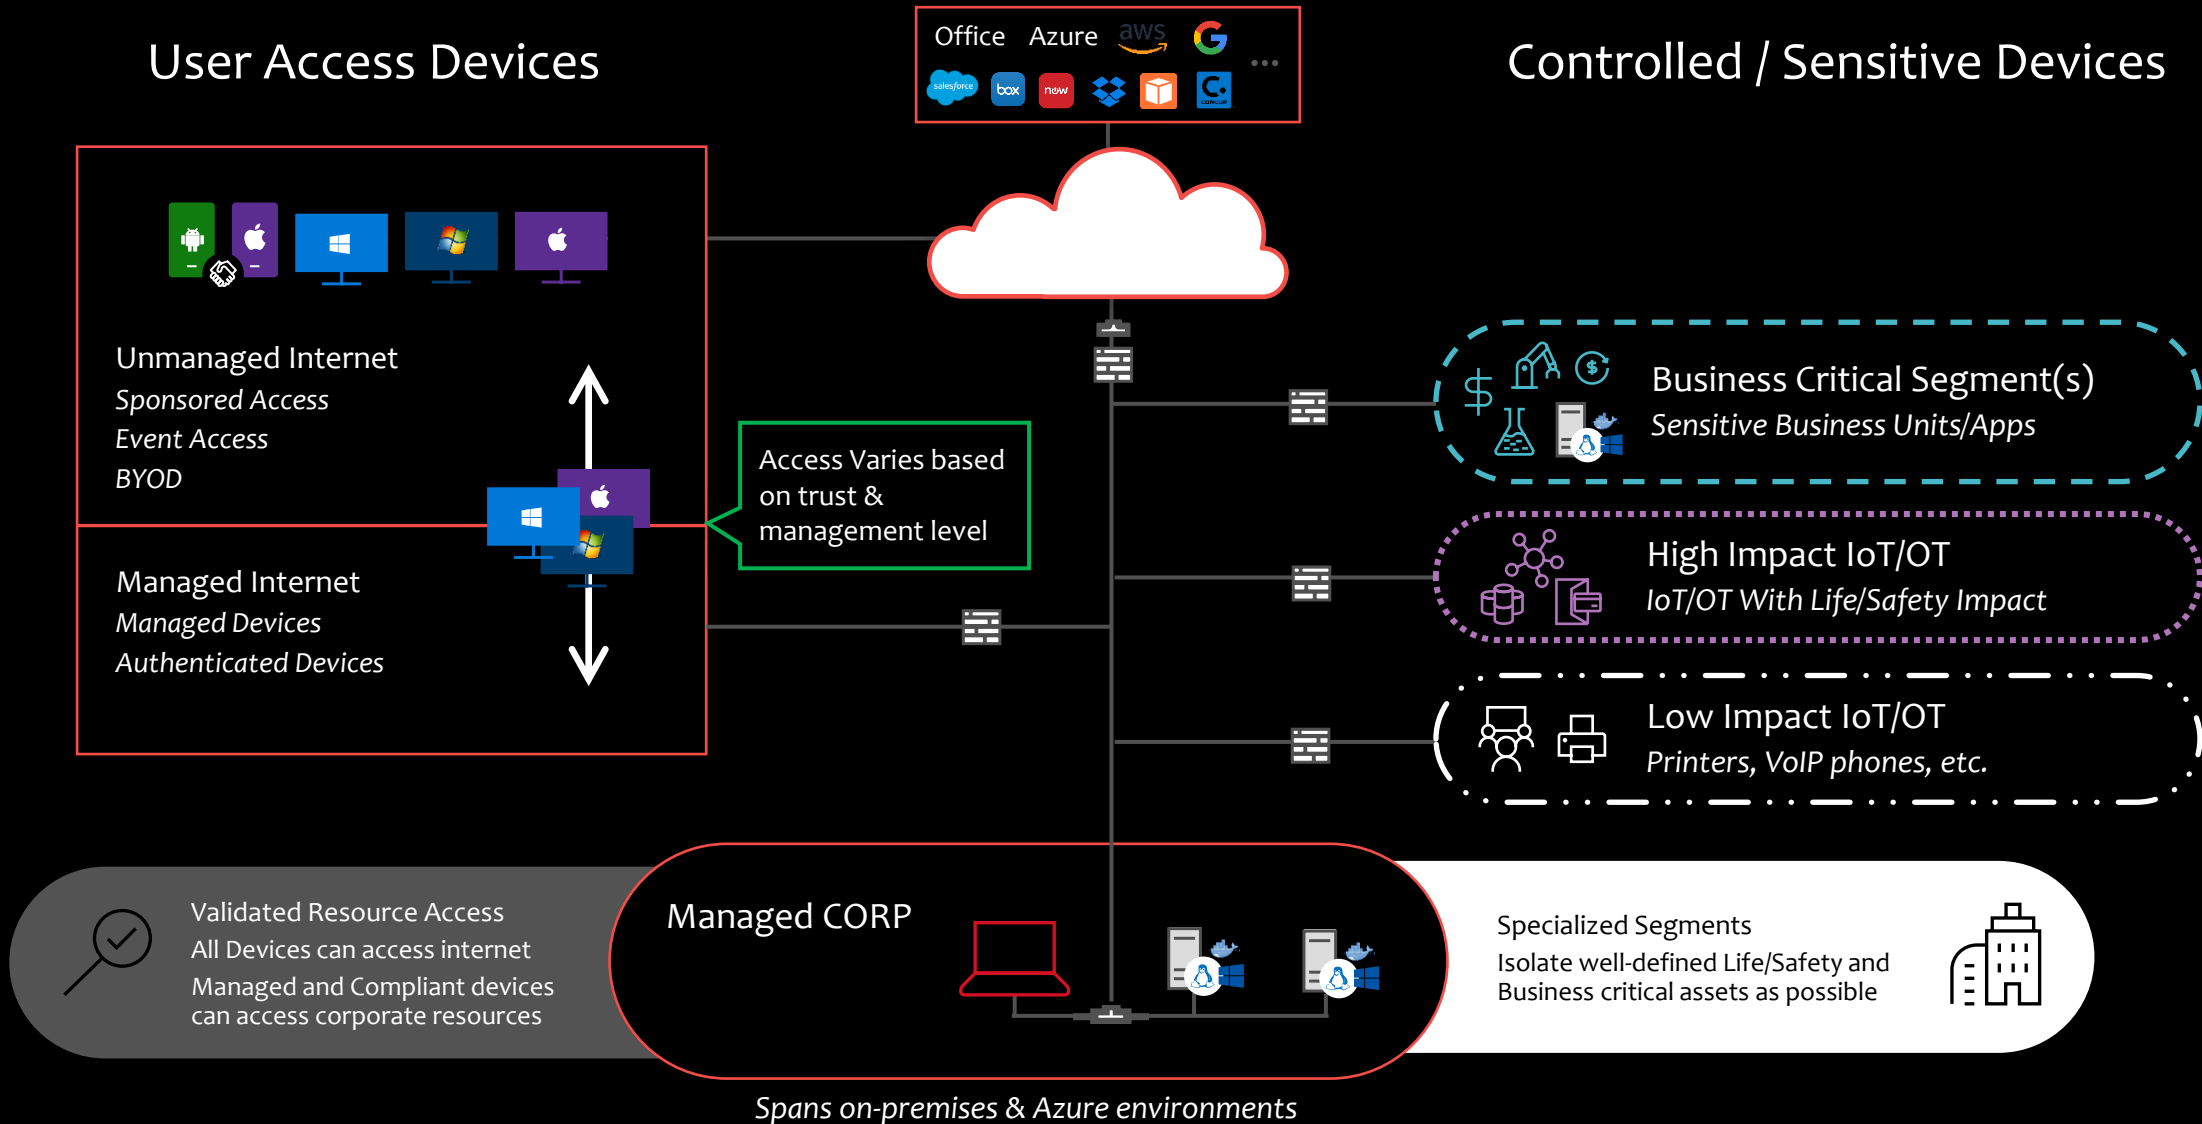 User Access Devices
Office Azure aws G
salesforce box now CONCUR
Controlled / Sensitive Devices
Unmanaged Internet
Sponsored Access
Event Access
BYOD
Access Varies based
on trust &
management level
Managed Internet
Managed Devices
Authenticated Devices
Business Critical Segment(s)
Sensitive Business Units/Apps
High Impact IoT/OT
IoT/OT With Life/Safety Impact
Low Impact IoT/OT
Printers, VoIP phones, etc.
Validated Resource Access
All Devices can access internet
Managed and Compliant devices
can access corporate resources
Managed CORP
Specialized Segments
Isolate well-defined Life/Safety and
Business critical assets as possible
Spans on-premises & Azure environments